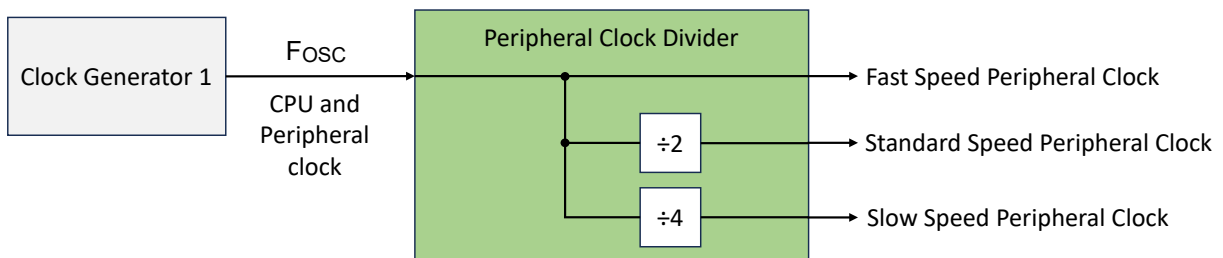 Clock Generator 1
FOSC
CPU and
Peripheral
clock
Peripheral Clock Divider
÷2
÷4
Fast Speed Peripheral Clock
Standard Speed Peripheral Clock
Slow Speed Peripheral Clock